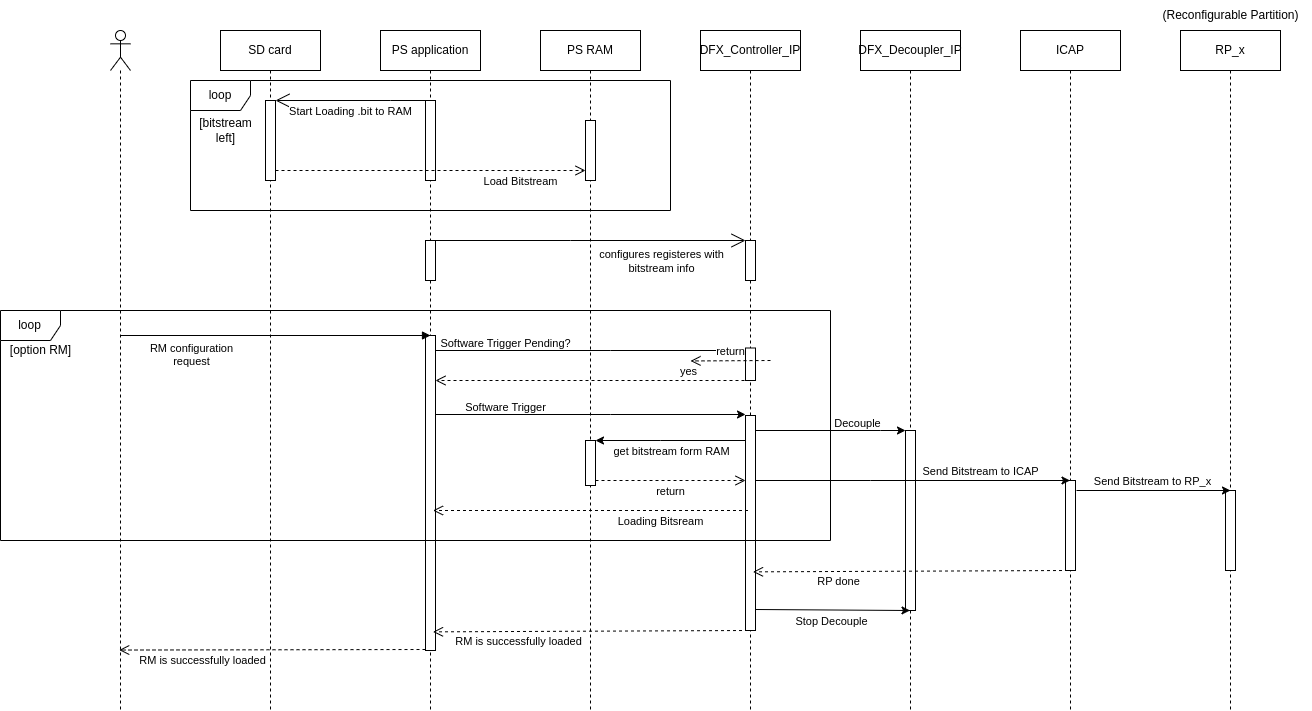 (Reconfigurable Partition)
SD card
PS application
PS RAM
DFX_Controller_IP
DFX_Decoupler_IP
ICAP
RP_x
loop
[bitstream
left]
Start Loading .bit to RAM
Load Bitstream
configures registeres with
bitstream info
loop
[option RM]
RM configuration
request
Software Trigger Pending?
return
yes
Software Trigger
Decouple
get bitstream form RAM
Send Bitstream to ICAP
Send Bitstream to RP_x
return
Loading Bitsream
RP done
Stop Decouple
RM is successfully loaded
RM is successfully loaded